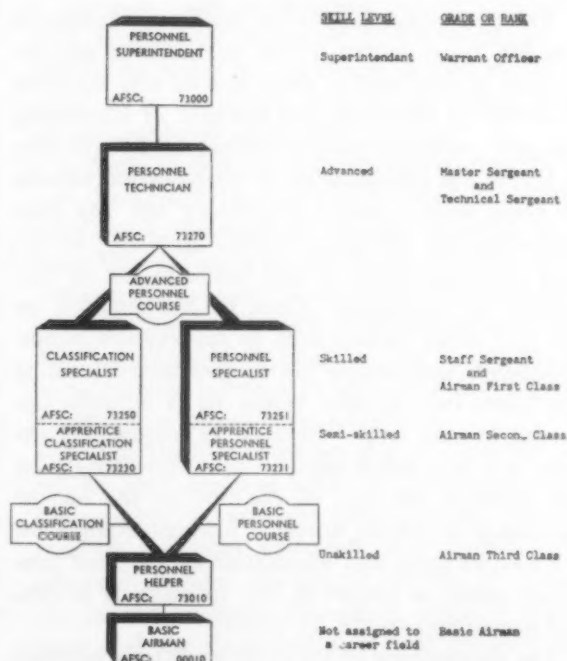 SKILL LEVEL GRADE OR RANK
PERSONNEL
SUPERINTENDENT
AFSC: 73000
Superintendant Warrant Officer
PERSONNEL
TECHNICIAN
AFSC: 73270
Advanced Master Sergeant
and
Technical Sergeant
ADVANCED
PERSONNEL
COURSE
CLASSIFICATION
SPECIALIST
AFSC: 73250
PERSONNEL
SPECIALIST
AFSC: 73251
Skilled Staff Sergeant
and
Airman First Class
APPRENTICE
CLASSIFICATION
SPECIALIST
AFSC: 73230
APPRENTICE
PERSONNEL
SPECIALIST
AFSC: 73231
Semi-skilled Airman Secon_ Class
BASIC
CLASSIFICATION
COURSE
BASIC
PERSONNEL
COURSE
PERSONNEL
HELPER
AFSC: 73010
Unskilled Airman Third Class
BASIC
AIRMAN
AFSC: 00010
Not assigned to Basic Airman
a career field